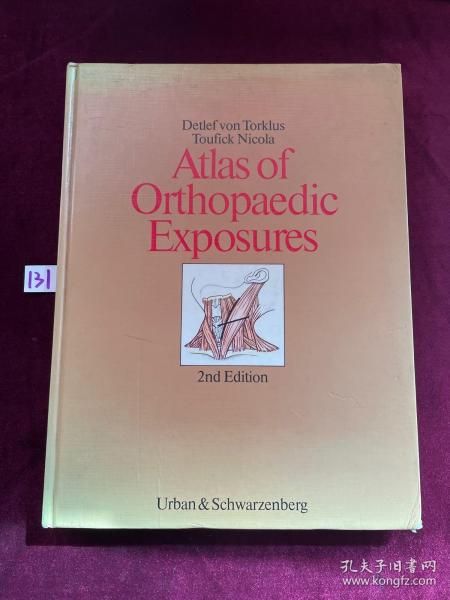 Detlef von Torklus
Toufick Nicola
Atlas of
Orthopaedic
Exposures
131
2nd Edition
Urban & Schwarzenberg
孔夫子旧书网
www.kongfz.com